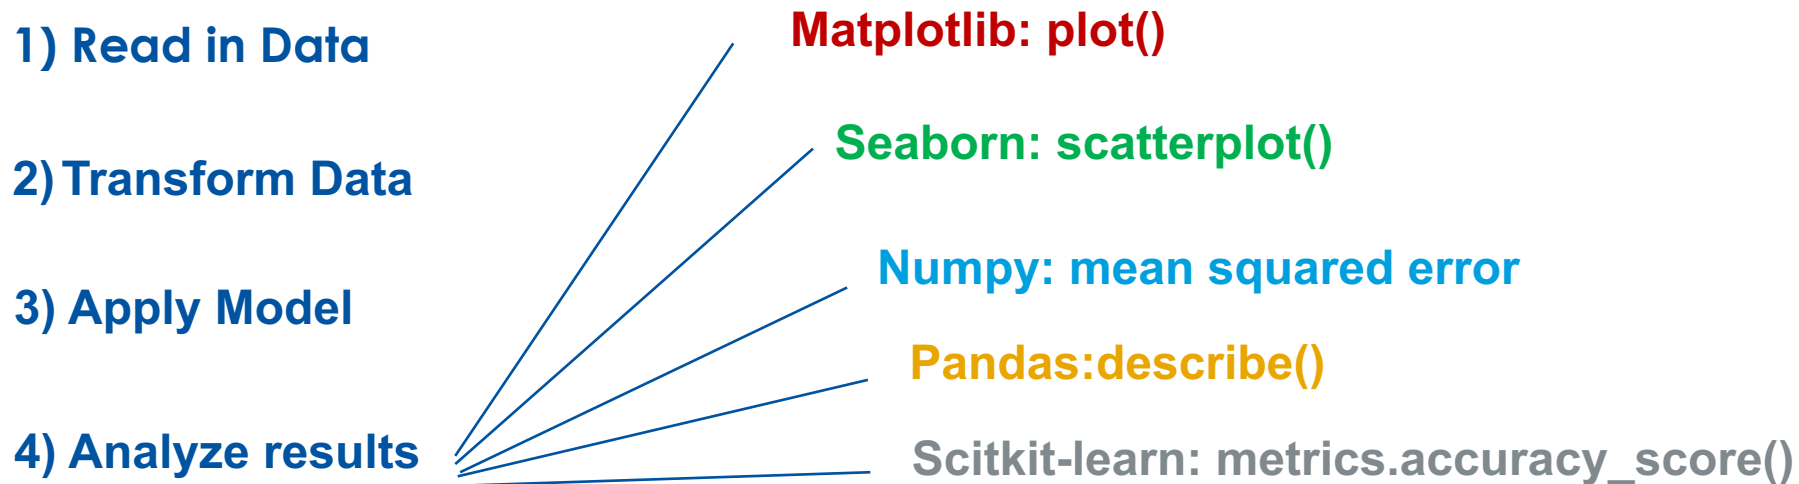 1) Read in Data
2) Transform Data
3) Apply Model
4) Analyze results
Matplotlib: plot()
Seaborn: scatterplot()
Numpy: mean squared error
Pandas:describe()
Scitkit-learn: metrics.accuracy_score()